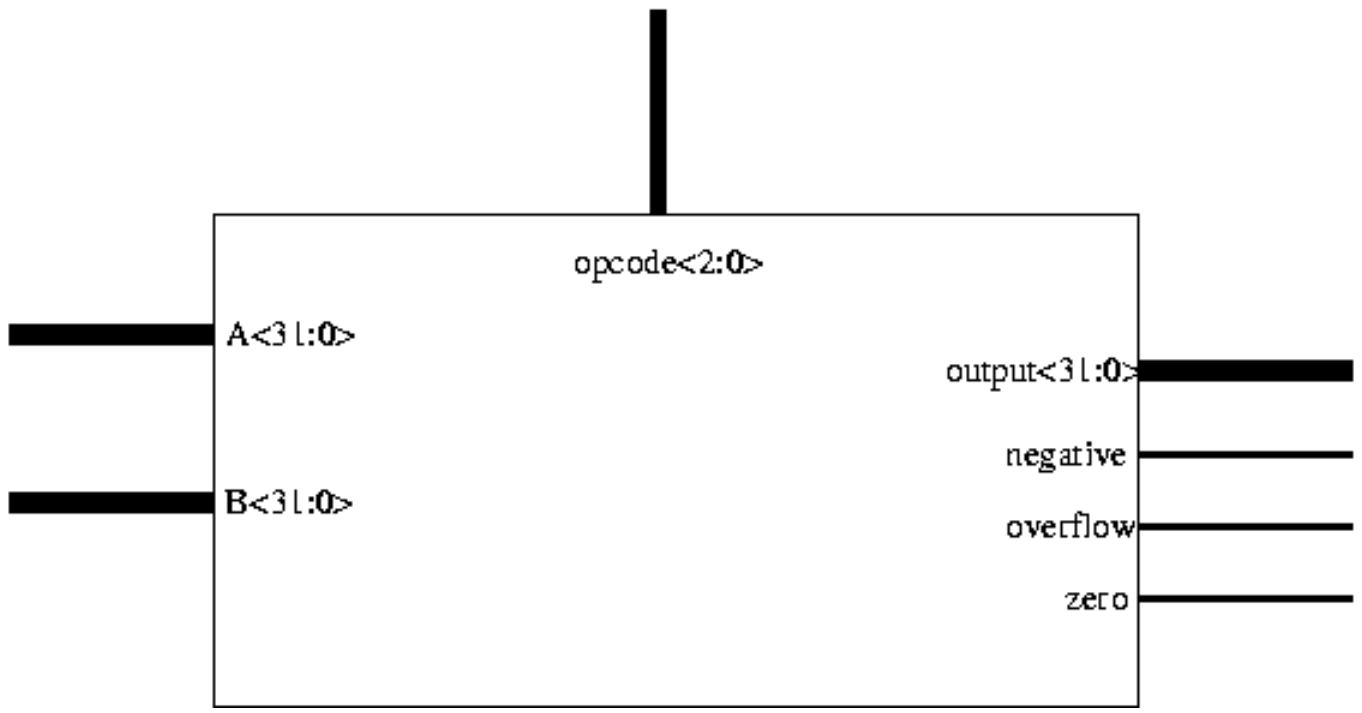 opcode<2:0>
A<31:0>
output<31:0>
negative
B<31:0>
overflow
zero